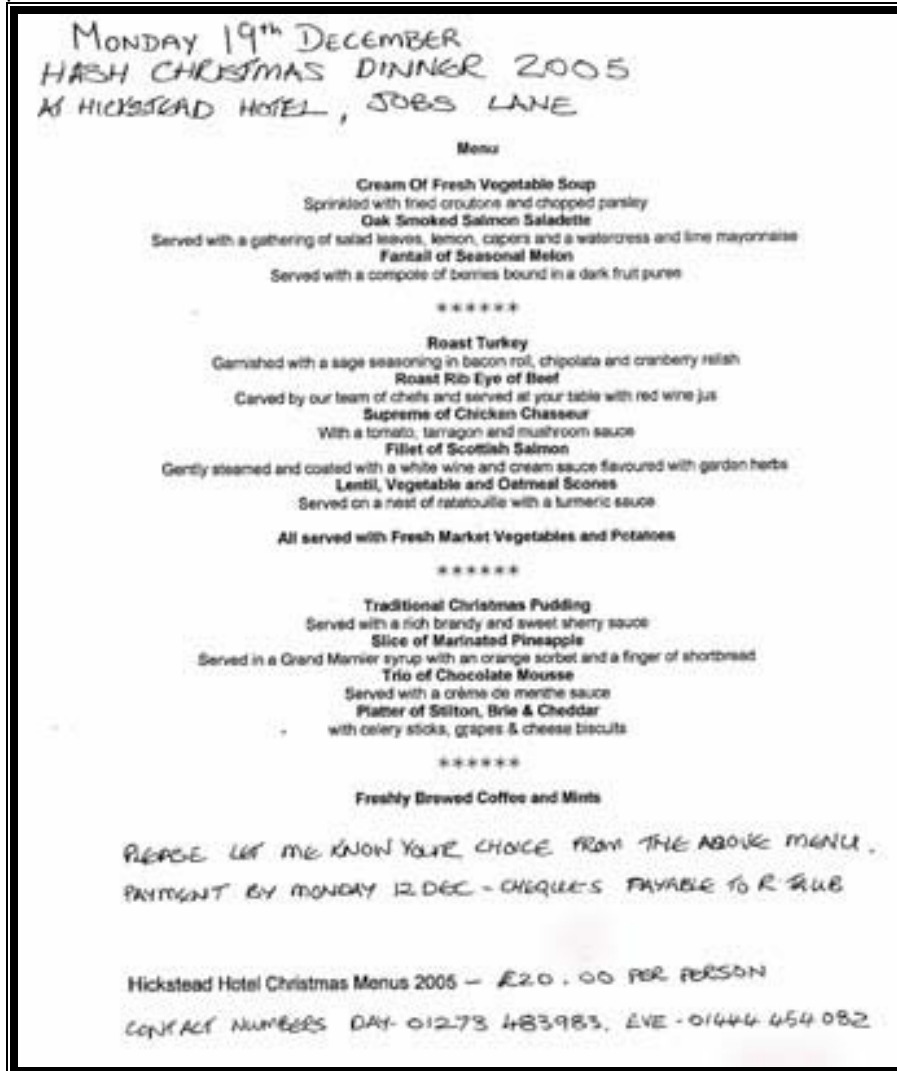 MONDAY 19th DECEMBER
HASH CHRISTMAS DINNER 2005
AT HICKSTEAD HOTEL, JOBS LANE
Menu
Cream Of Fresh Vegetable Soup
Sprinkled with fried croutons and chopped parsley
Oak Smoked Salmon Saladette
Served with a gathering of salad leaves, lemon, capers and a watercress and lime mayonnaise
Fantail of Seasonal Melon
Served with a compote of berries bound in a dark fruit puree
******
Roast Turkey
Garnished with a sage seasoning in bacon roll, chipolata and cranberry relish
Roast Rib Eye of Beef
Carved by our team of chefs and served at your table with red wine jus
Supreme of Chicken Chasseur
With a tomato, tarragon and mushroom sauce
Fillet of Scottish Salmon
Gently steamed and coated with a white wine and cream sauce flavoured with garden herbs
Lentil, Vegetable and Oatmeal Scones
Served on a nest of ratatouille with a turmeric sauce
All served with Fresh Market Vegetables and Potatoes
******
Traditional Christmas Pudding
Served with a rich brandy and sweet sherry sauce
Slice of Marinated Pineapple
Served in a Grand Marnier syrup with an orange sorbet and a finger of shortbread
Trio of Chocolate Mousse
Served with a crème de menthe sauce
Platter of Stilton, Brie & Cheddar
with celery sticks, grapes & cheese biscuits
******
Freshly Brewed Coffee and Mints
PLEASE LET ME KNOW YOUR CHOICE FROM THE ABOVE MENU.
PAYMENT BY MONDAY 12 DEC - CHEQUES PAYABLE TO R
Hickstead Hotel Christmas Menus 2005 – £20.00 PER PERSON
CONTACT NUMBERS DAY- 01273 483983, EVE - 01444 454082